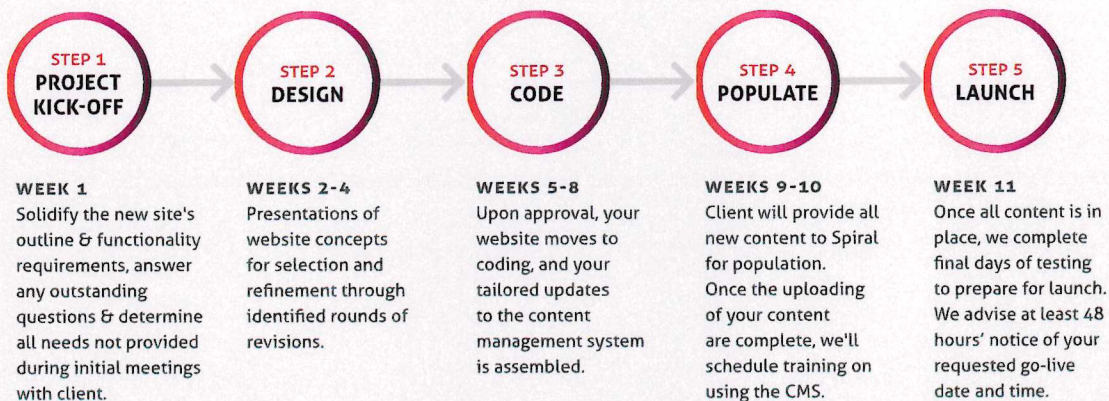 STEP 1
PROJECT
KICK-OFF
STEP 2
DESIGN
STEP 3
CODE
STEP 4
POPULATE
STEP 5
LAUNCH
WEEK 1
Solidify the new site's
outline & functionality
requirements, answer
any outstanding
questions & determine
all needs not provided
during initial meetings
with client.
WEEKS 2-4
Presentations of
website concepts
for selection and
refinement through
identified rounds of
revisions.
WEEKS 5-8
Upon approval, your
website moves to
coding, and your
tailored updates
to the content
management system
is assembled.
WEEKS 9-10
Client will provide all
new content to Spiral
for population.
Once the uploading
of your content
are complete, we'll
schedule training on
using the CMS.
WEEK 11
Once all content is in
place, we complete
final days of testing
to prepare for launch.
We advise at least 48
hours' notice of your
requested go-live
date and time.